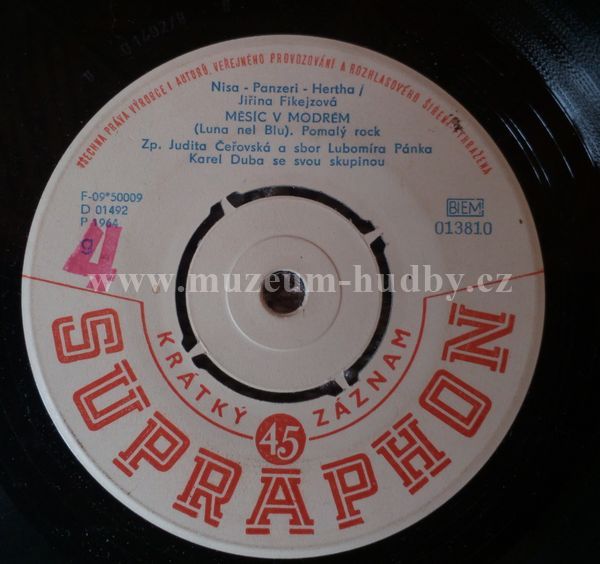 VŠECHNA PRÁVA VÝROBCE I AUTORŮ, VEŘEJNÉHO PROVOZOVÁNÍ A ROZHLASOVÉHO ŠÍŘENÍ VYHRAŽENA
Nisa - Panzeri - Hertha /
Jiřina Fikejzová
MĚSÍC V MODRÉM
(Luna nel Blu). Pomalý rock
Zp. Judita Čeřovská a sbor Lubomíra Pánka
Karel Duba se svou skupinou
F-09*50009
D 01492
P 1964
g
BIEM
013810
www.muzeum-hudby.cz
KRÁTKÝ
45
ZÁZNAM
SUPRAPHON